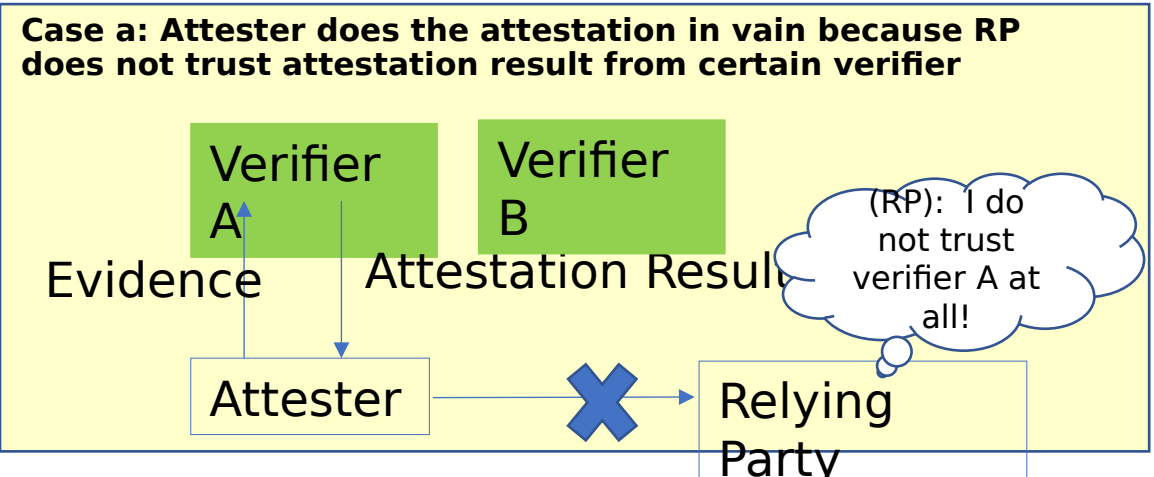 Case a: Attester does the attestation in vain because RP
does not trust attestation result from certain verifier
Verifier
A
Verifier
B
(RP):  I do
not trust
verifier A at
all!
Evidence
Attestation Result
Attester
Relying
Party